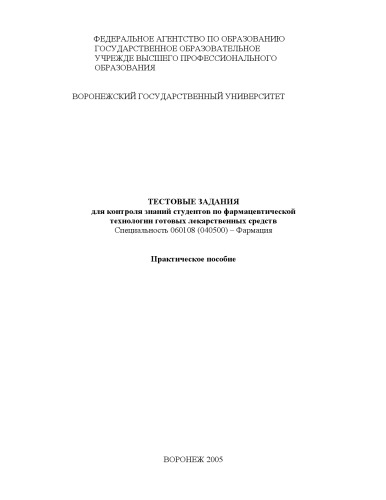 ФЕДЕРАЛЬНОЕ АГЕНТСТВО ПО ОБРАЗОВАНИЮ
ГОСУДАРСТВЕННОЕ ОБРАЗОВАТЕЛЬНОЕ
УЧРЕЖДЕ ВЫСШЕГО ПРОФЕССИОНАЛЬНОГО
ОБРАЗОВАНИЯ
ВОРОНЕЖСКИЙ ГОСУДАРСТВЕННЫЙ УНИВЕРСИТЕТ
ТЕСТОВЫЕ ЗАДАНИЯ
для контроля знаний студентов по фармацевтической
технологии готовых лекарственных средств
Специальность 060108 (040500) – Фармация
Практическое пособие
ВОРОНЕЖ 2005